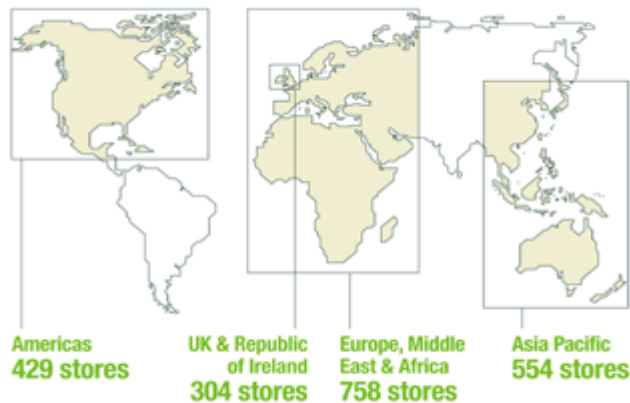 Americas
429 stores
UK & Republic
of Ireland
304 stores
Europe, Middle
East & Africa
758 stores
Asia Pacific
554 stores